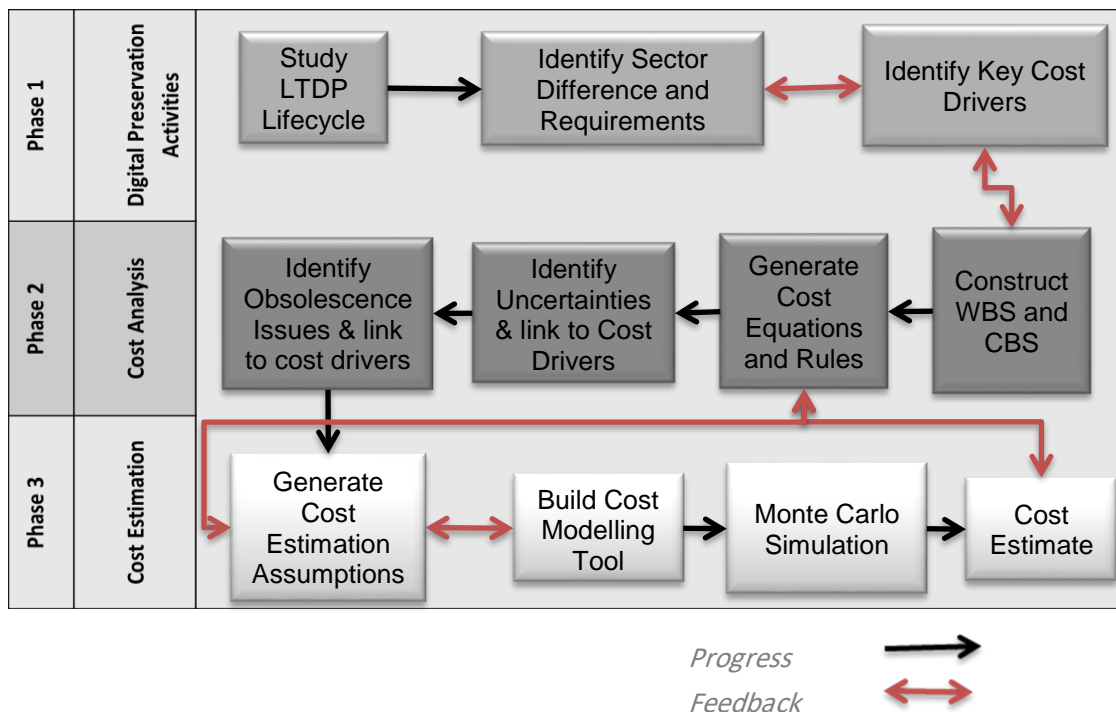 Phase 1
Digital Preservation
Activities
Study
LTDP
Lifecycle
Identify Sector
Difference and
Requirements
Identify Key Cost
Drivers
Phase 2
Cost Analysis
Identify
Obsolescence
Issues & link
to cost drivers
Identify
Uncertainties
& link to Cost
Drivers
Generate
Cost
Equations
and Rules
Construct
WBS and
CBS
Phase 3
Cost Estimation
Generate
Cost
Estimation
Assumptions
Build Cost
Modelling
Tool
Monte Carlo
Simulation
Cost
Estimate
Progress
Feedback